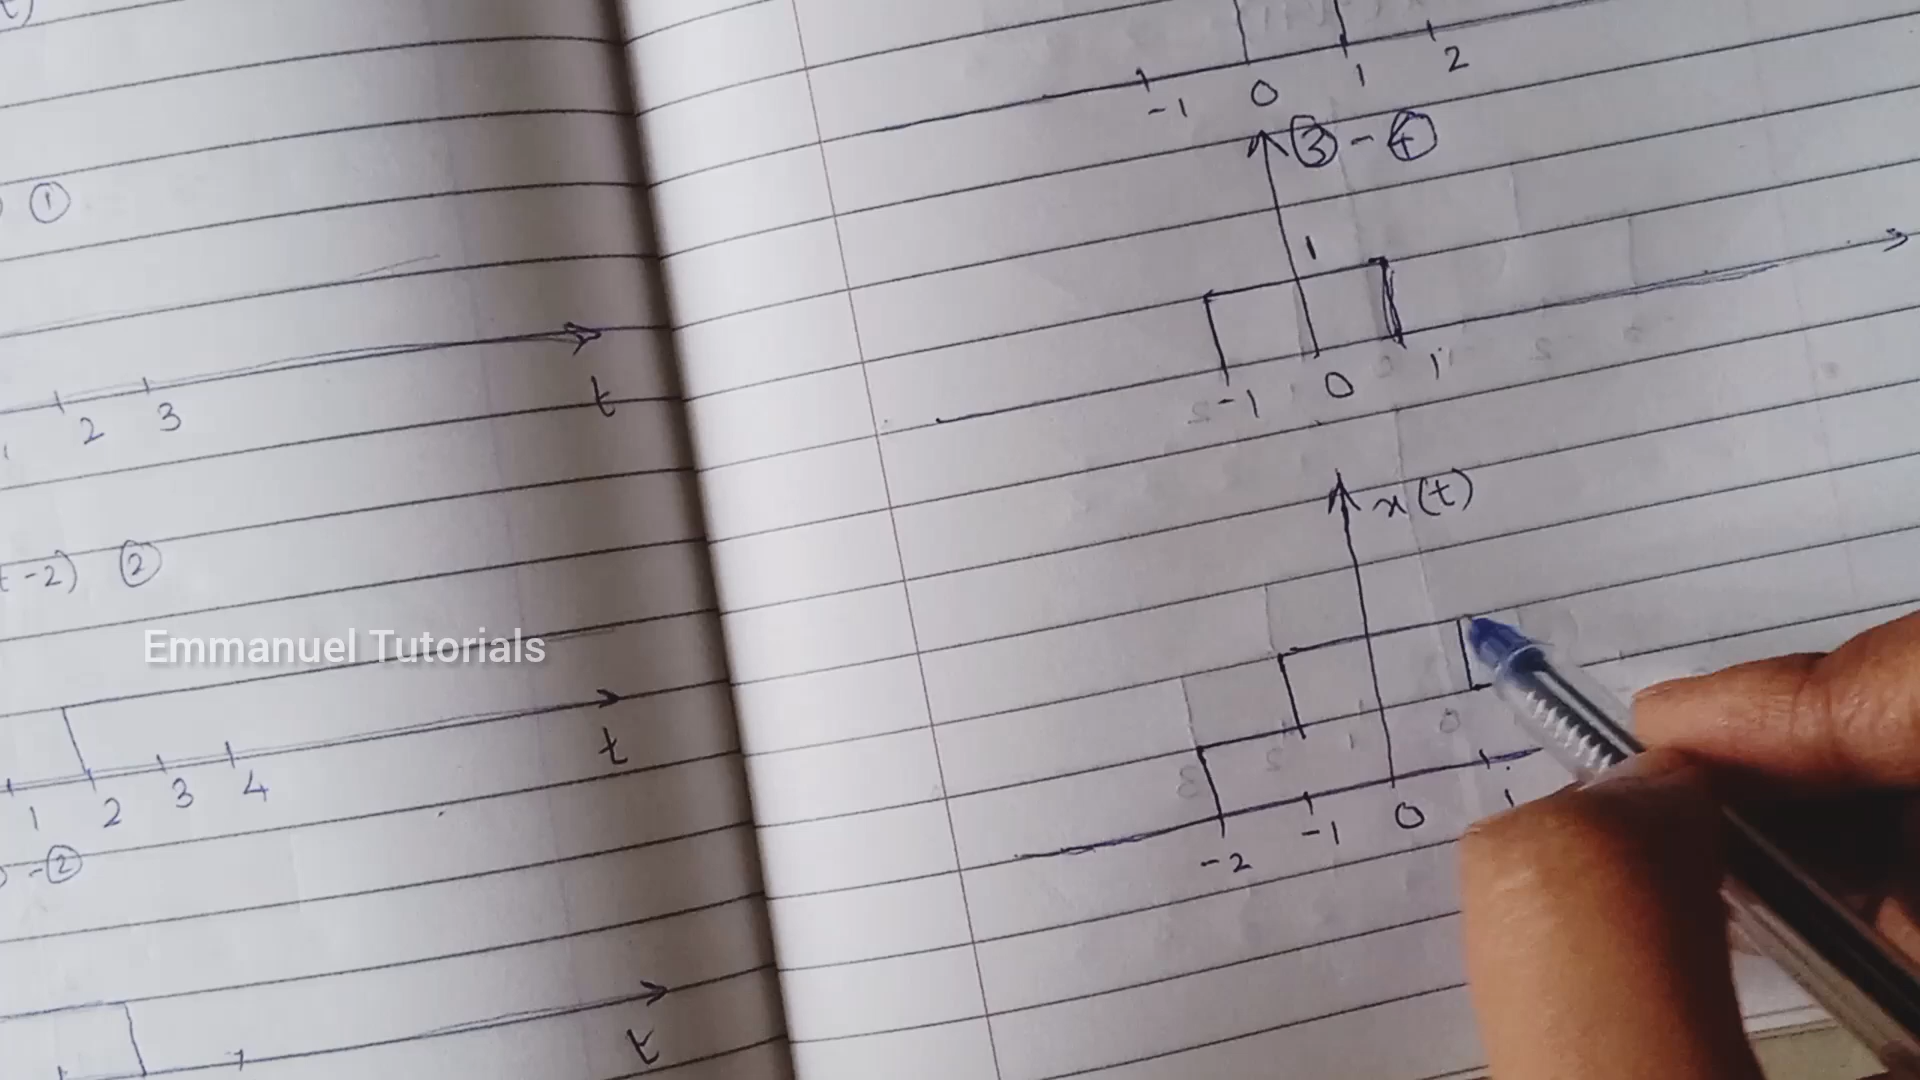 t)
①
2 3
t
t-2) ②
Emmanuel Tutorials
1 2 3 4
t
- ②
t
-1 0 1 2
③ - ④
1
-1 0 1
x(t)
-2 -1 0 1